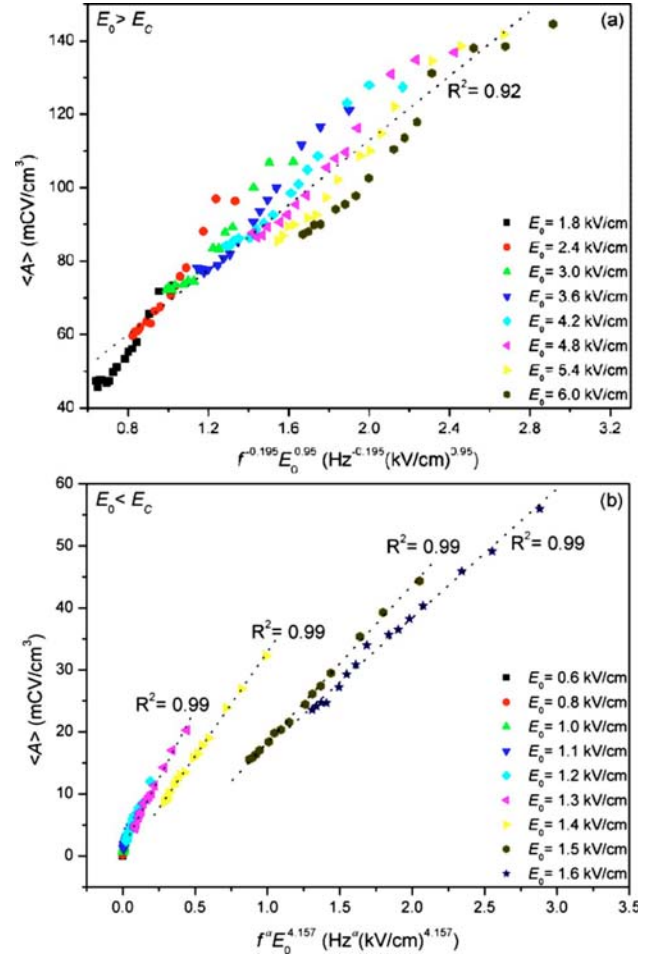 E0 > EC
(a)
140
120
100
80
60
40
<A> (mCV/cm3)
R2= 0.92
E0= 1.8 kV/cm
E0= 2.4 kV/cm
E0= 3.0 kV/cm
E0= 3.6 kV/cm
E0= 4.2 kV/cm
E0= 4.8 kV/cm
E0= 5.4 kV/cm
E0= 6.0 kV/cm
0.8 1.2 1.6 2.0 2.4 2.8 3.2
f-0.195E00.95 (Hz-0.195(kV/cm)0.95)
E0 < EC
(b)
60
50
40
30
20
10
0
<A> (mCV/cm3)
R2= 0.99
R2= 0.99
R2= 0.99
R2= 0.99
E0= 0.6 kV/cm
E0= 0.8 kV/cm
E0= 1.0 kV/cm
E0= 1.1 kV/cm
E0= 1.2 kV/cm
E0= 1.3 kV/cm
E0= 1.4 kV/cm
E0= 1.5 kV/cm
E0= 1.6 kV/cm
0.0 0.5 1.0 1.5 2.0 2.5 3.0 3.5
fαE04.157 (Hzα(kV/cm)4.157)